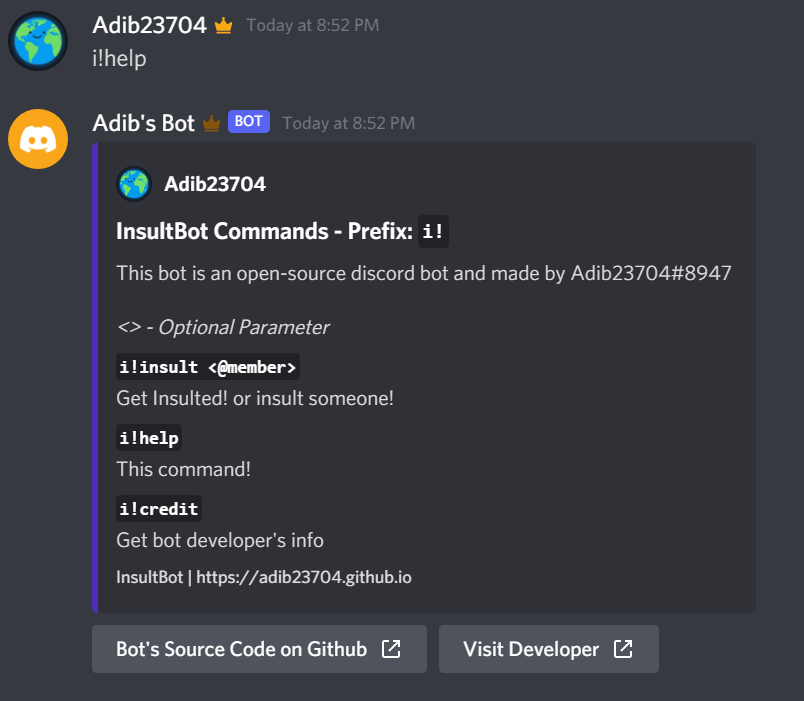 Adib23704 Today at 8:52 PM
i!help
Adib's Bot BOT Today at 8:52 PM
Adib23704
InsultBot Commands - Prefix: i!
This bot is an open-source discord bot and made by Adib23704#8947
<> - Optional Parameter
i!insult <@member>
Get Insulted! or insult someone!
i!help
This command!
i!credit
Get bot developer's info
InsultBot | https://adib23704.github.io
Bot's Source Code on Github Visit Developer